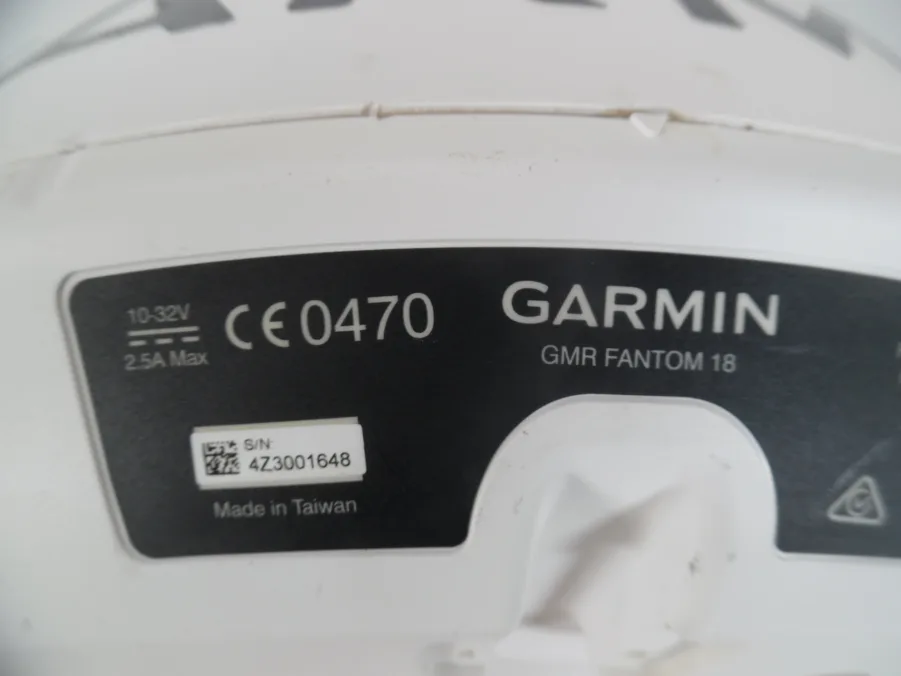 10-32V
2.5A Max
CE 0470
GARMIN
GMR FANTOM 18
S/N:
4Z3001648
Made in Taiwan